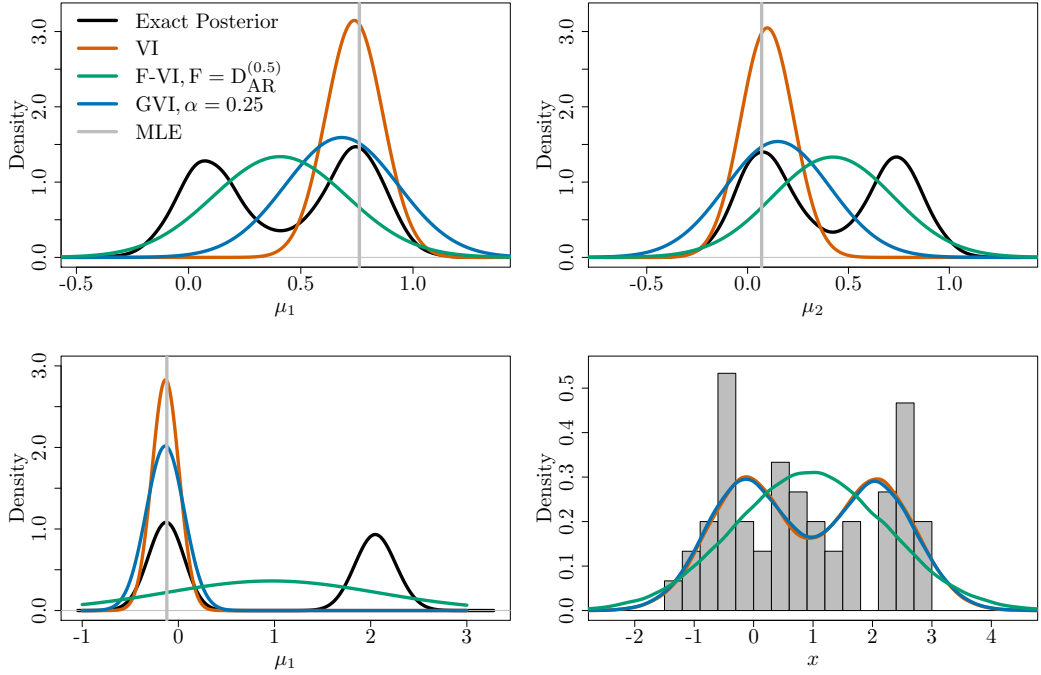 Exact Posterior
VI
F-VI, F = D_AR^(0.5)
GVI, α = 0.25
MLE
Density
0.0 1.0 2.0 3.0
-0.5 0.0 0.5 1.0
μ₁
Density
0.0 1.0 2.0 3.0
-0.5 0.0 0.5 1.0
μ₂
Density
0.0 1.0 2.0 3.0
-1 0 1 2 3
μ₁
Density
0.0 0.1 0.2 0.3 0.4 0.5
-2 -1 0 1 2 3 4
x